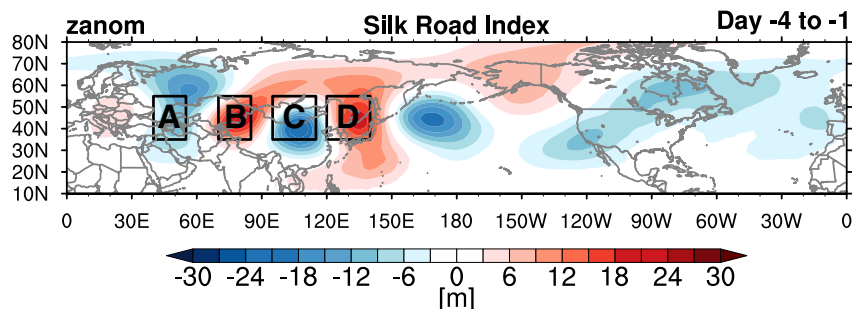 zanom Silk Road Index Day -4 to -1
80N
70N
60N
50N
40N
30N
20N
10N
A B C D
0 30E 60E 90E 120E 150E 180 150W 120W 90W 60W 30W 0
-30 -24 -18 -12 -6 0 6 12 18 24 30
[m]